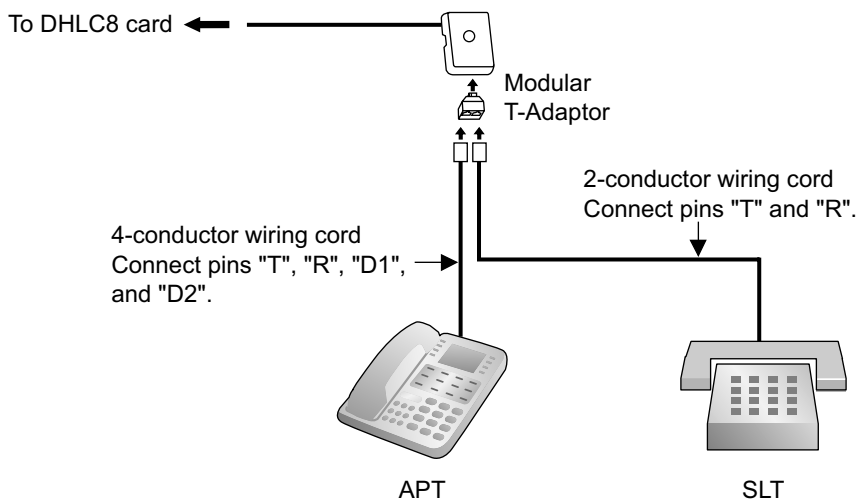 To DHLC8 card
Modular
T-Adaptor
2-conductor wiring cord
Connect pins "T" and "R".
4-conductor wiring cord
Connect pins "T", "R", "D1",
and "D2".
APT
SLT